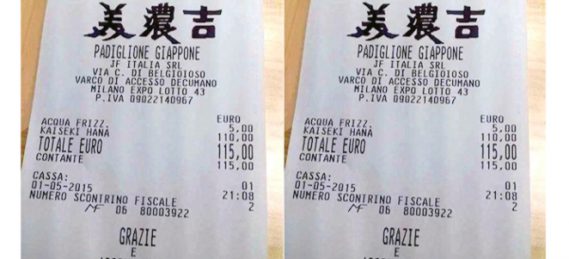 美濃吉
PADIGLIONE GIAPPONE
JF ITALIA SRL
VIA C. DI BELGIOIOSO
VARCO DI ACCESSO DECUMANO
MILANO EXPO LOTTO 43
P.IVA 09022140967
EURO
ACQUA FRIZZ. 5,00
KAISEKI HANÀ 110,00
TOTALE EURO 115,00
CONTANTE 115,00
CASSA: 01
01-05-2015 21:08
NUMERO SCONTRINO FISCALE 2
MF 06 80003922
GRAZIE
E
美濃吉
PADIGLIONE GIAPPONE
JF ITALIA SRL
VIA C. DI BELGIOIOSO
VARCO DI ACCESSO DECUMANO
MILANO EXPO LOTTO 43
P.IVA 09022140967
EURO
ACQUA FRIZZ. 5,00
KAISEKI HANÀ 110,00
TOTALE EURO 115,00
CONTANTE 115,00
CASSA: 01
01-05-2015 21:08
NUMERO SCONTRINO FISCALE 2
MF 06 80003922
GRAZIE
E